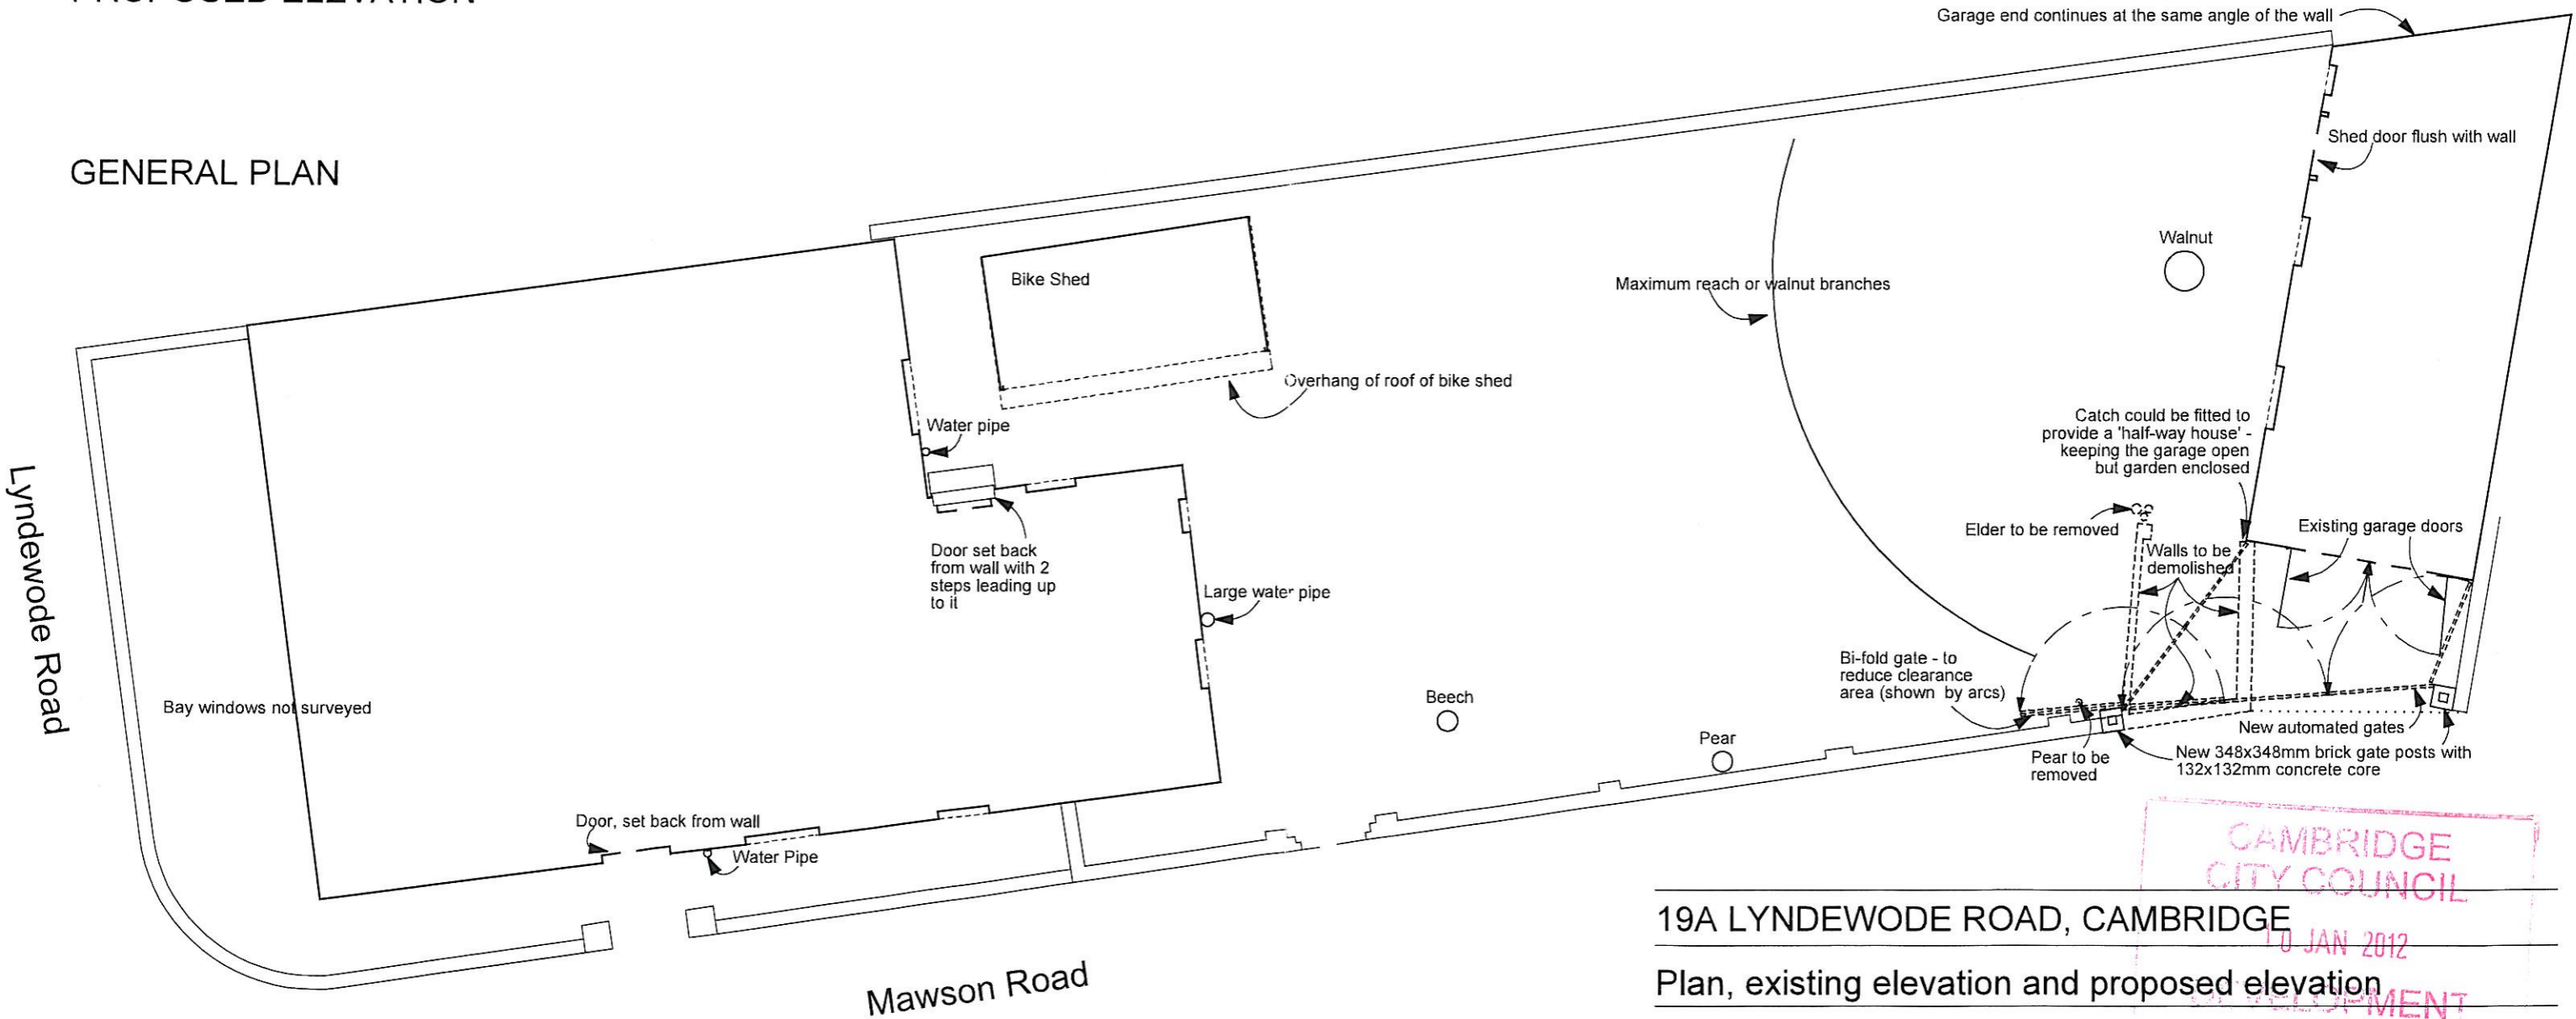 PROPOSED ELEVATION
Garage end continues at the same angle of the wall
GENERAL PLAN
Shed door flush with wall
Walnut
Bike Shed
Maximum reach or walnut branches
Overhang of roof of bike shed
Water pipe
Catch could be fitted to
provide a 'half-way house' -
keeping the garage open
but garden enclosed
Lyndewode Road
Elder to be removed
Existing garage doors
Walls to be
demolished
Door set back
from wall with 2
steps leading up
to it
Large water pipe
Bi-fold gate - to
reduce clearance
area (shown by arcs)
Bay windows not surveyed
Beech
Pear
New automated gates
Pear to be
removed
New 348x348mm brick gate posts with
132x132mm concrete core
Door, set back from wall
Water Pipe
Mawson Road
CAMBRIDGE
CITY COUNCIL
19A LYNDEWODE ROAD, CAMBRIDGE
10 JAN 2012
Plan, existing elevation and proposed elevation
DEVELOPMENT